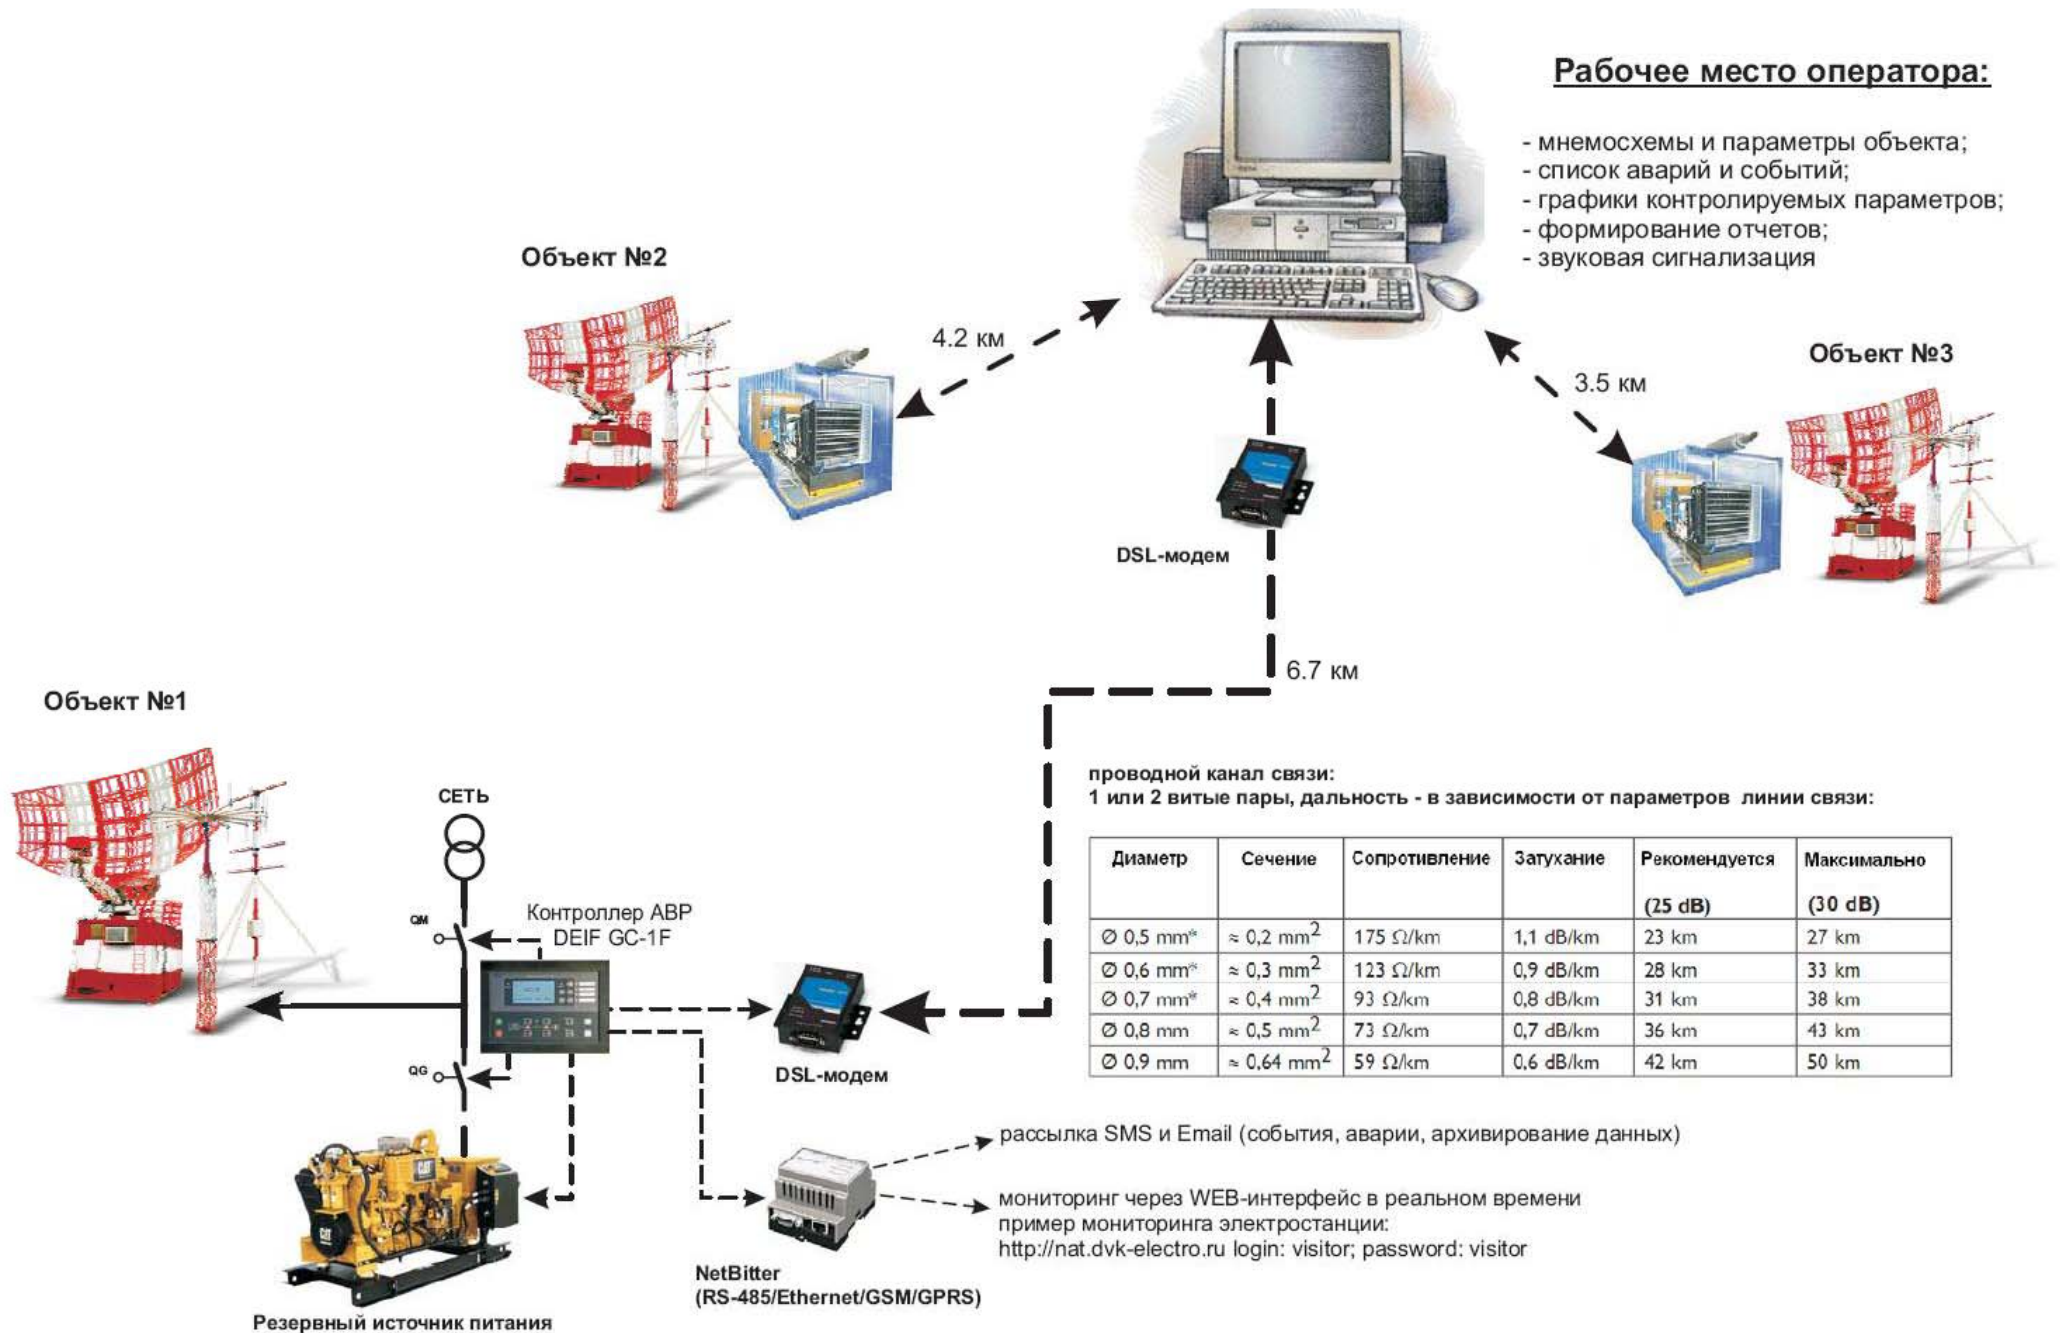 Рабочее место оператора:
- мнемосхемы и параметры объекта;
- список аварий и событий;
- графики контролируемых параметров;
- формирование отчетов;
- звуковая сигнализация
Объект №2
4.2 км
Объект №3
3.5 км
DSL-модем
6.7 км
Объект №1
СЕТЬ
QM
Контроллер АВР
DEIF GC-1F
QG
DSL-модем
проводной канал связи:
1 или 2 витые пары, дальность - в зависимости от параметров линии связи:
Диаметр Сечение Сопротивление Затухание Рекомендуется Максимально
(25 dB) (30 dB)
Ø 0,5 mm* ≈ 0,2 mm² 175 Ω/km 1,1 dB/km 23 km 27 km
Ø 0,6 mm* ≈ 0,3 mm² 123 Ω/km 0,9 dB/km 28 km 33 km
Ø 0,7 mm* ≈ 0,4 mm² 93 Ω/km 0,8 dB/km 31 km 38 km
Ø 0,8 mm ≈ 0,5 mm² 73 Ω/km 0,7 dB/km 36 km 43 km
Ø 0,9 mm ≈ 0,64 mm² 59 Ω/km 0,6 dB/km 42 km 50 km
рассылка SMS и Email (события, аварии, архивирование данных)
мониторинг через WEB-интерфейс в реальном времени
пример мониторинга электростанции:
http://nat.dvk-electro.ru login: visitor; password: visitor
NetBitter
(RS-485/Ethernet/GSM/GPRS)
CAT
CAT
Резервный источник питания